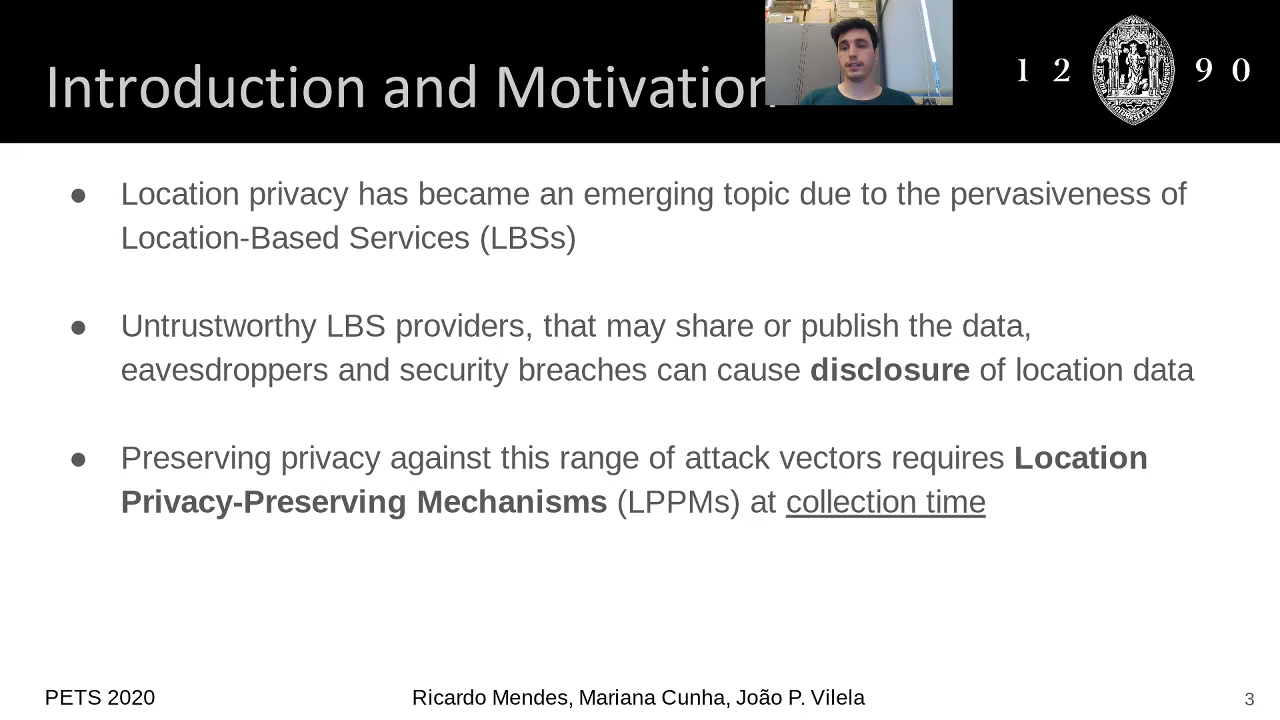 Introduction and Motivation
1 2 9 0
● Location privacy has became an emerging topic due to the pervasiveness of
Location-Based Services (LBSs)
● Untrustworthy LBS providers, that may share or publish the data,
eavesdroppers and security breaches can cause disclosure of location data
● Preserving privacy against this range of attack vectors requires Location
Privacy-Preserving Mechanisms (LPPMs) at collection time
PETS 2020
Ricardo Mendes, Mariana Cunha, João P. Vilela
3